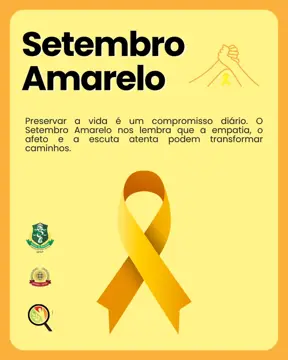 Setembro
Amarelo
Preservar a vida é um compromisso diário. O
Setembro Amarelo nos lembra que a empatia, o
afeto e a escuta atenta podem transformar
caminhos.